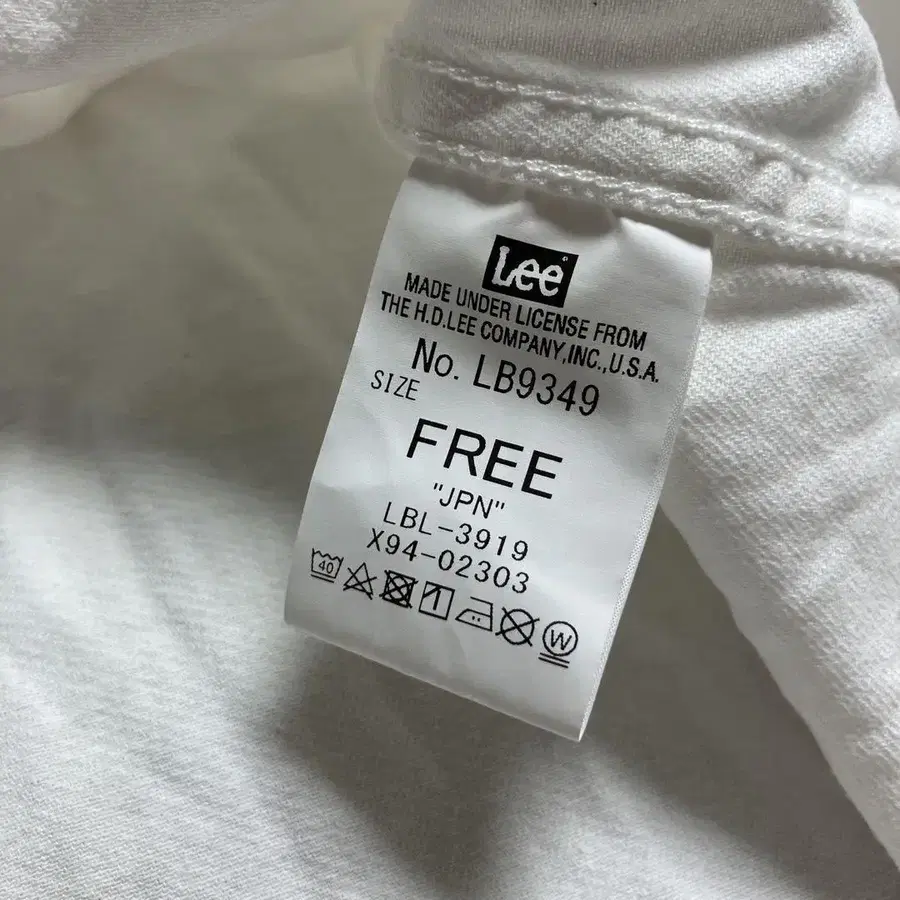 Lee
MADE UNDER LICENSE FROM
THE H.D.LEE COMPANY,INC.,U.S.A.
No. LB9349
SIZE
FREE
"JPN"
LBL-3919
X94-02303
40
W